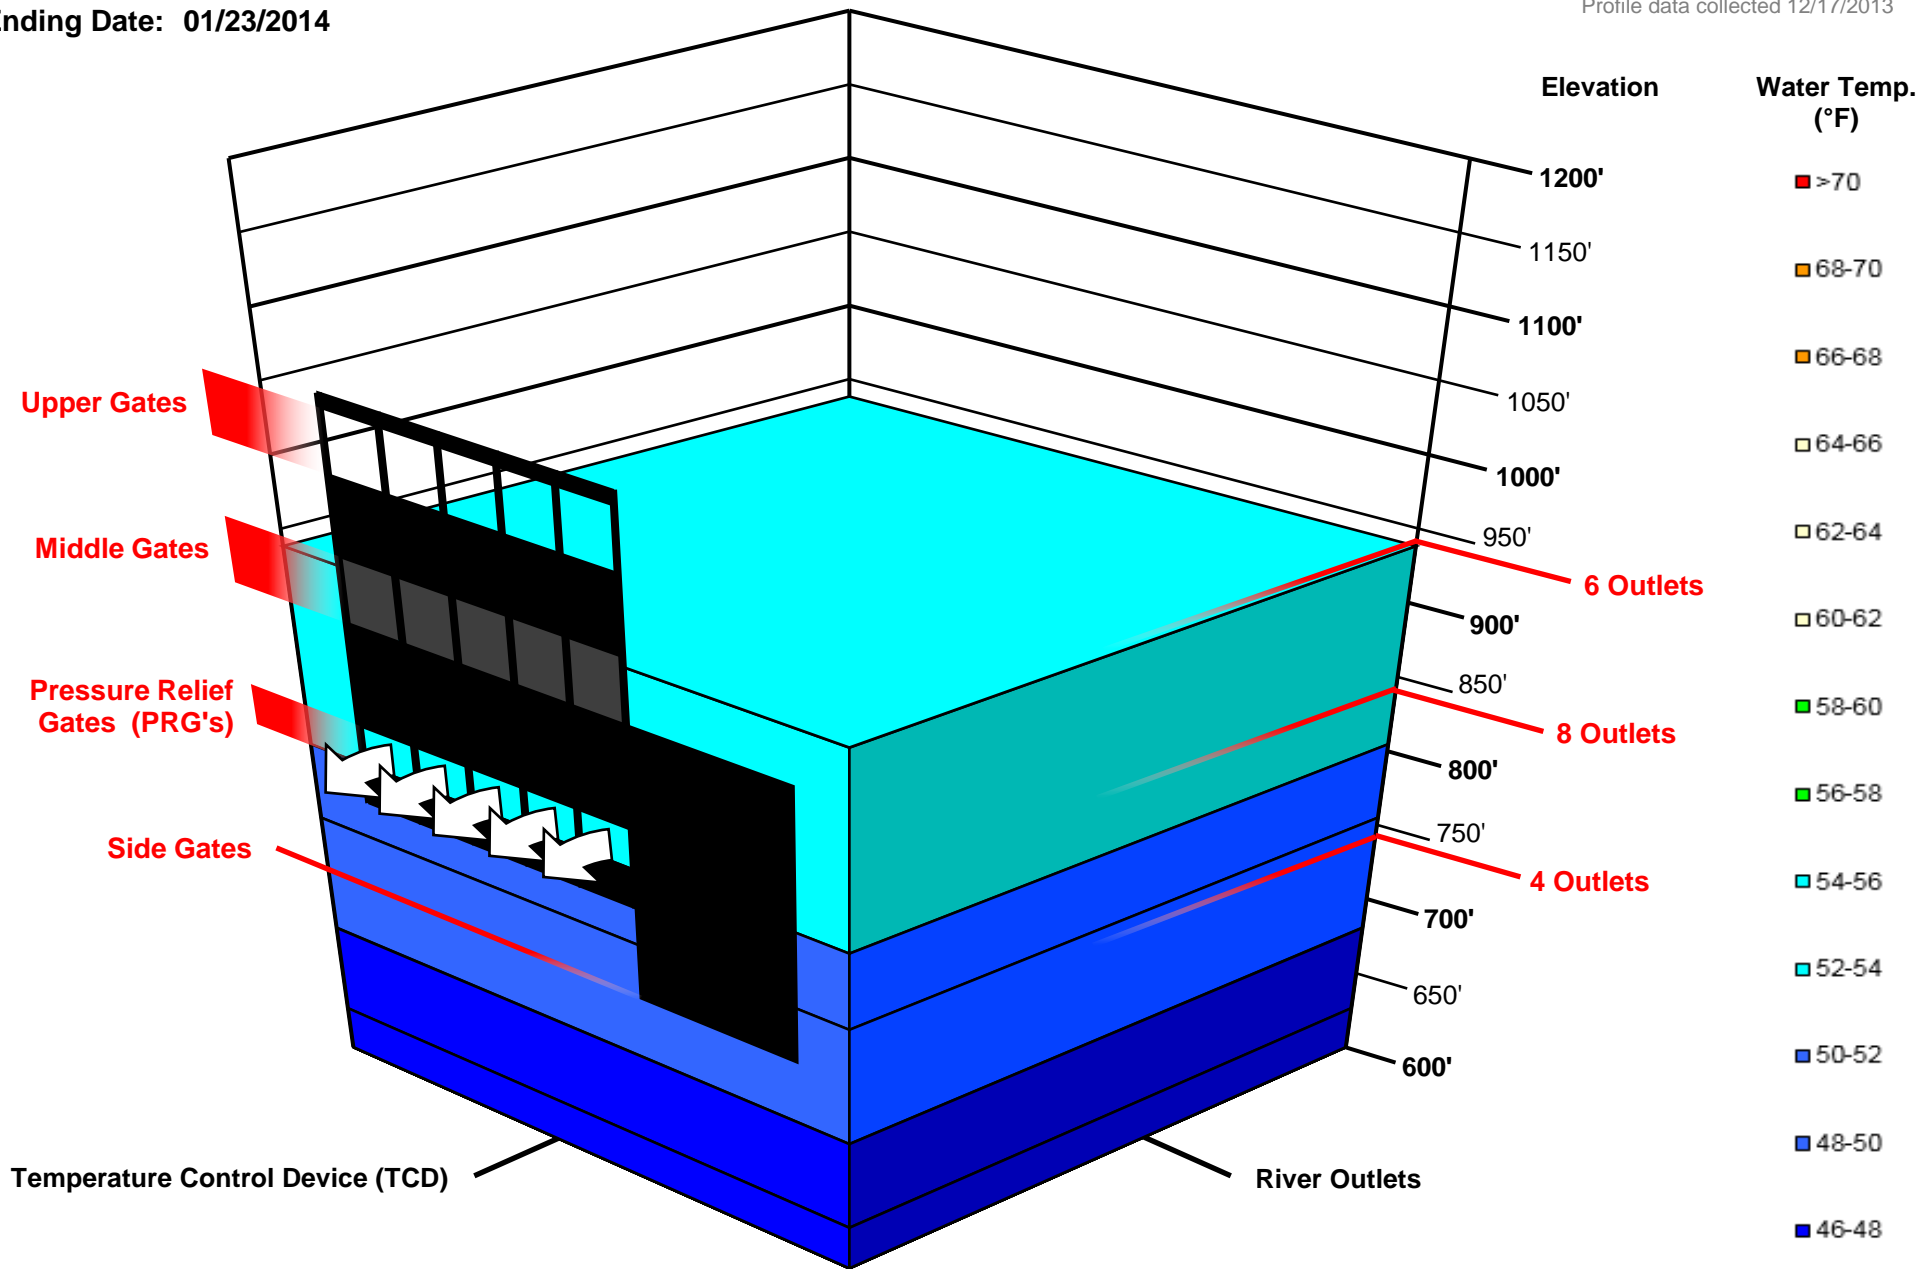 Ending Date: 01/23/2014
Profile data collected 12/17/2013
Elevation
Water Temp.
(°F)
1200'
1150'
1100'
1050'
1000'
950'
900'
850'
800'
750'
700'
650'
600'
>70
68-70
66-68
64-66
62-64
60-62
58-60
56-58
54-56
52-54
50-52
48-50
46-48
Upper Gates
Middle Gates
Pressure Relief
Gates (PRG's)
Side Gates
6 Outlets
8 Outlets
4 Outlets
Temperature Control Device (TCD)
River Outlets